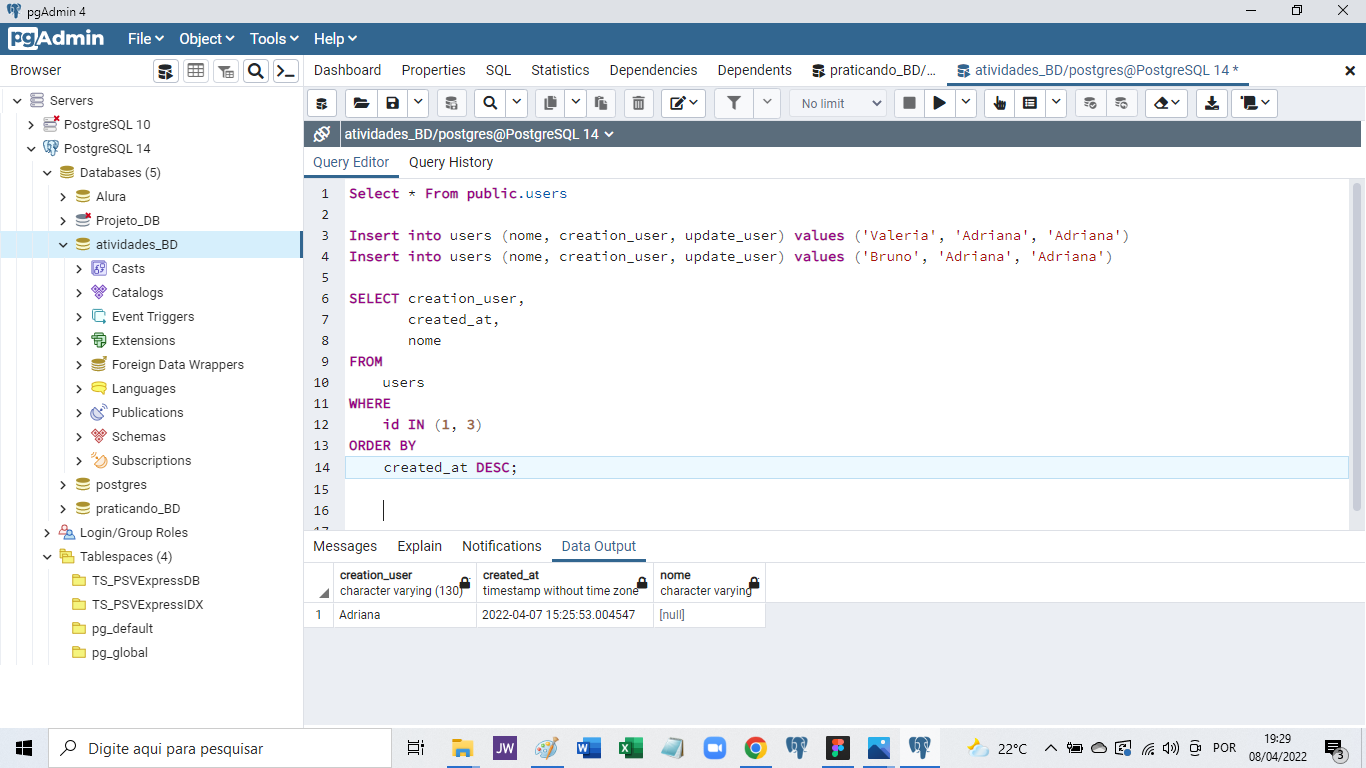 pgAdmin 4
pgAdmin File Object Tools Help
Browser
Dashboard Properties SQL Statistics Dependencies Dependents praticando_BD/... atividades_BD/postgres@PostgreSQL 14 *
No limit
atividades_BD/postgres@PostgreSQL 14
Query Editor Query History
Servers
PostgreSQL 10
PostgreSQL 14
Databases (5)
Alura
Projeto_DB
atividades_BD
Casts
Catalogs
Event Triggers
Extensions
Foreign Data Wrappers
Languages
Publications
Schemas
Subscriptions
postgres
praticando_BD
Login/Group Roles
Tablespaces (4)
TS_PSVExpressDB
TS_PSVExpressIDX
pg_default
pg_global
1 Select * From public.users
2
3 Insert into users (nome, creation_user, update_user) values ('Valeria', 'Adriana', 'Adriana')
4 Insert into users (nome, creation_user, update_user) values ('Bruno', 'Adriana', 'Adriana')
5
6 SELECT creation_user,
7 created_at,
8 nome
9 FROM
10 users
11 WHERE
12 id IN (1, 3)
13 ORDER BY
14 created_at DESC;
15
16
Messages Explain Notifications Data Output
creation_user created_at nome
character varying (130) timestamp without time zone character varying
1 Adriana 2022-04-07 15:25:53.004547 [null]
Digite aqui para pesquisar
JW
22°C
POR
19:29
08/04/2022
3